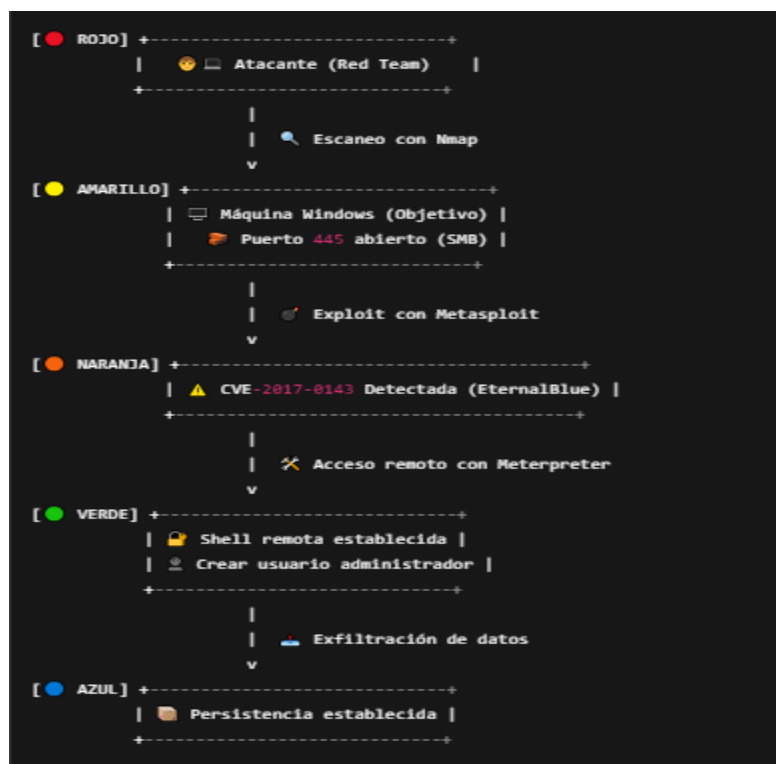 [🔴 ROJO] +-----------------------------+
| 🧑💻 Atacante (Red Team) |
+-----------------------------+
|
| 🔍 Escaneo con Nmap
v
[🟡 AMARILLO] +-----------------------------+
| 🖥️ Máquina Windows (Objetivo) |
| 🧱 Puerto 445 abierto (SMB) |
+-----------------------------+
|
| 💣 Exploit con Metasploit
v
[🟠 NARANJA] +---------------------------------------+
| ⚠️ CVE-2017-0143 Detectada (EternalBlue) |
+---------------------------------------+
|
| 🛠️ Acceso remoto con Meterpreter
v
[🟢 VERDE] +-----------------------------+
| 🔐 Shell remota establecida |
| 👤 Crear usuario administrador |
+-----------------------------+
|
| 📥 Exfiltración de datos
v
[🔵 AZUL] +-----------------------------+
| 📦 Persistencia establecida |
+-----------------------------+